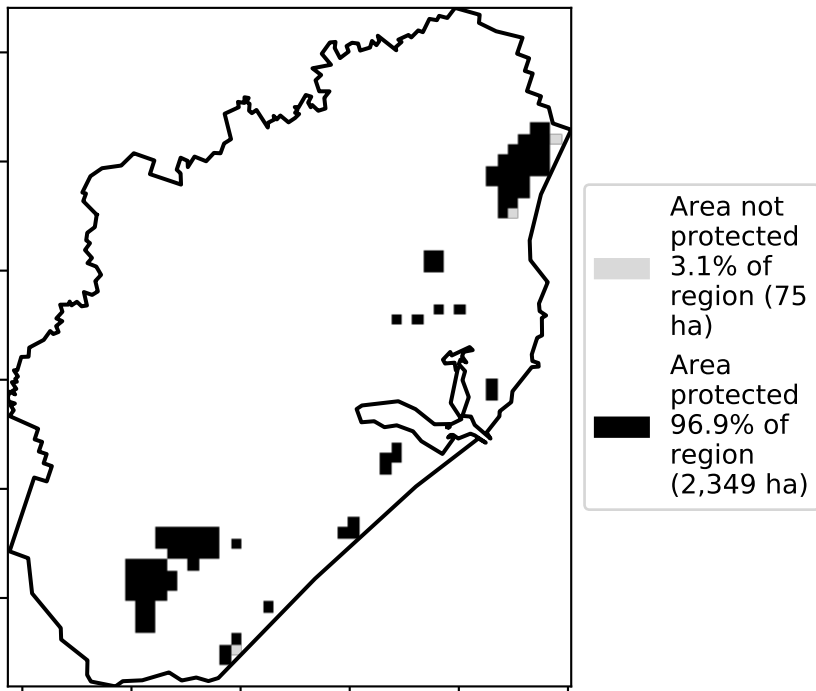 Area not
protected
3.1% of
region (75
ha)
Area
protected
96.9% of
region
(2,349 ha)